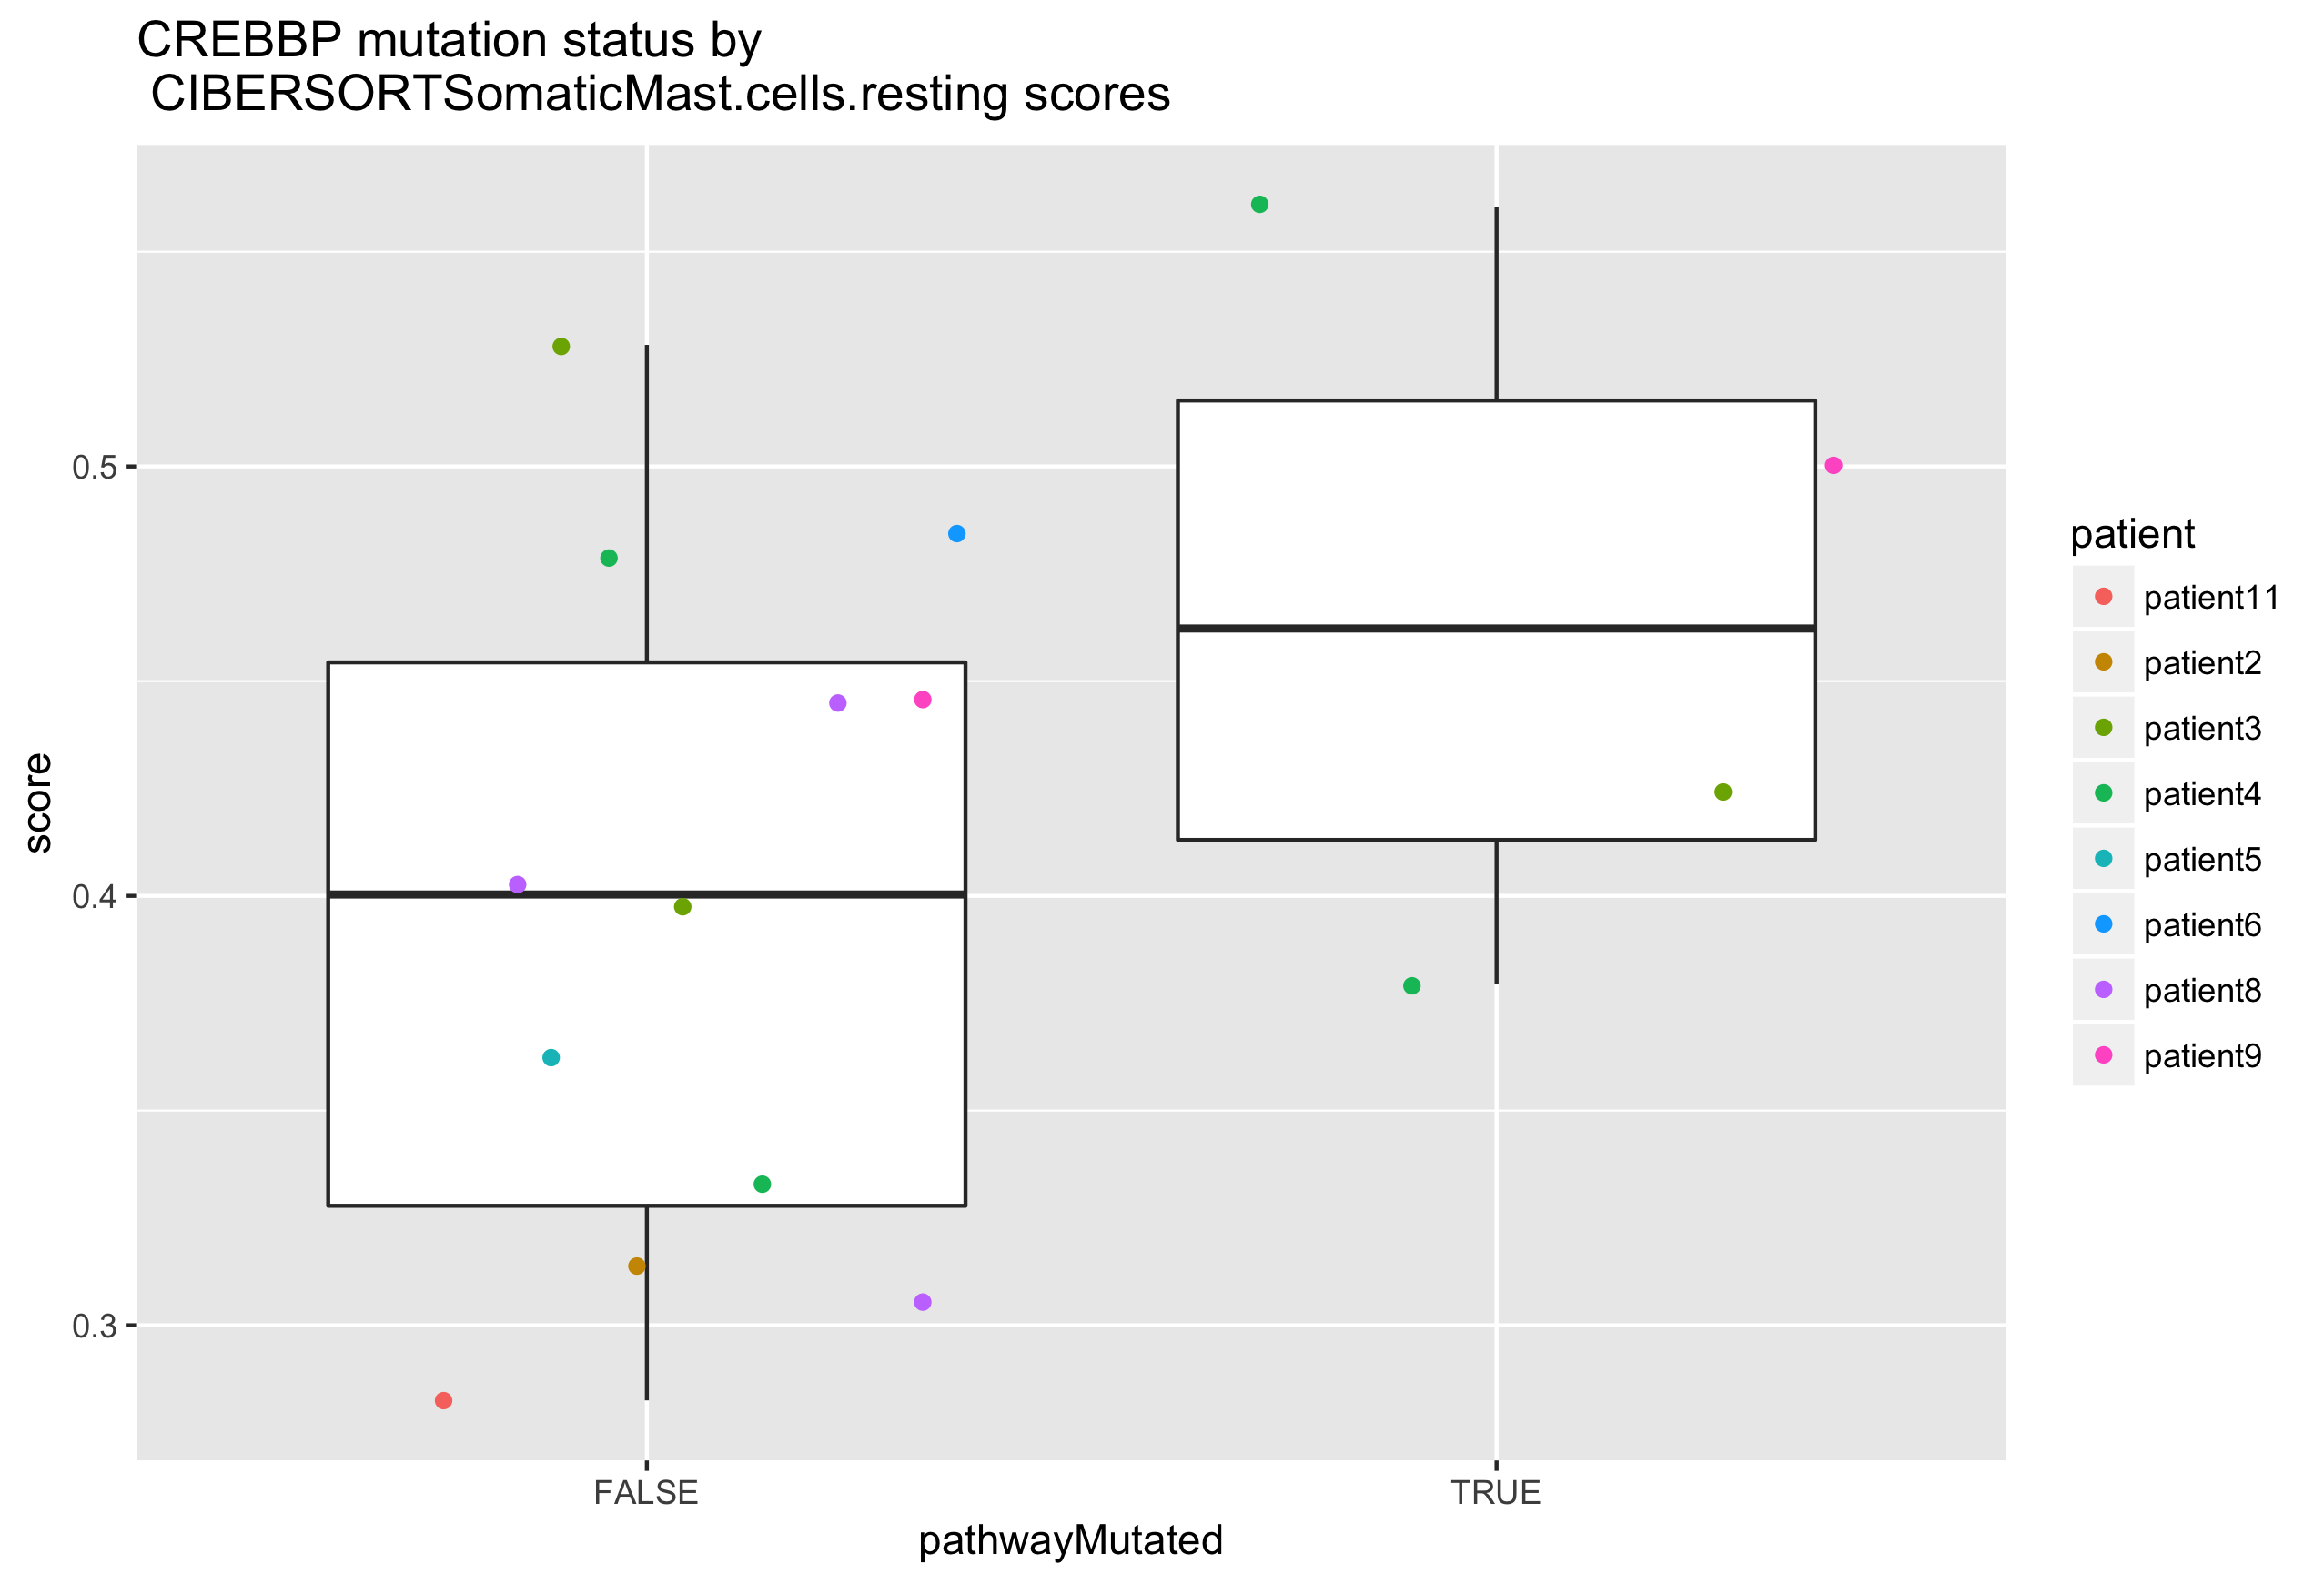 CREBBP mutation status by
CIBERSORTSomaticMast.cells.resting scores
score
0.5
0.4
0.3
FALSE
TRUE
pathwayMutated
patient
patient11
patient2
patient3
patient4
patient5
patient6
patient8
patient9